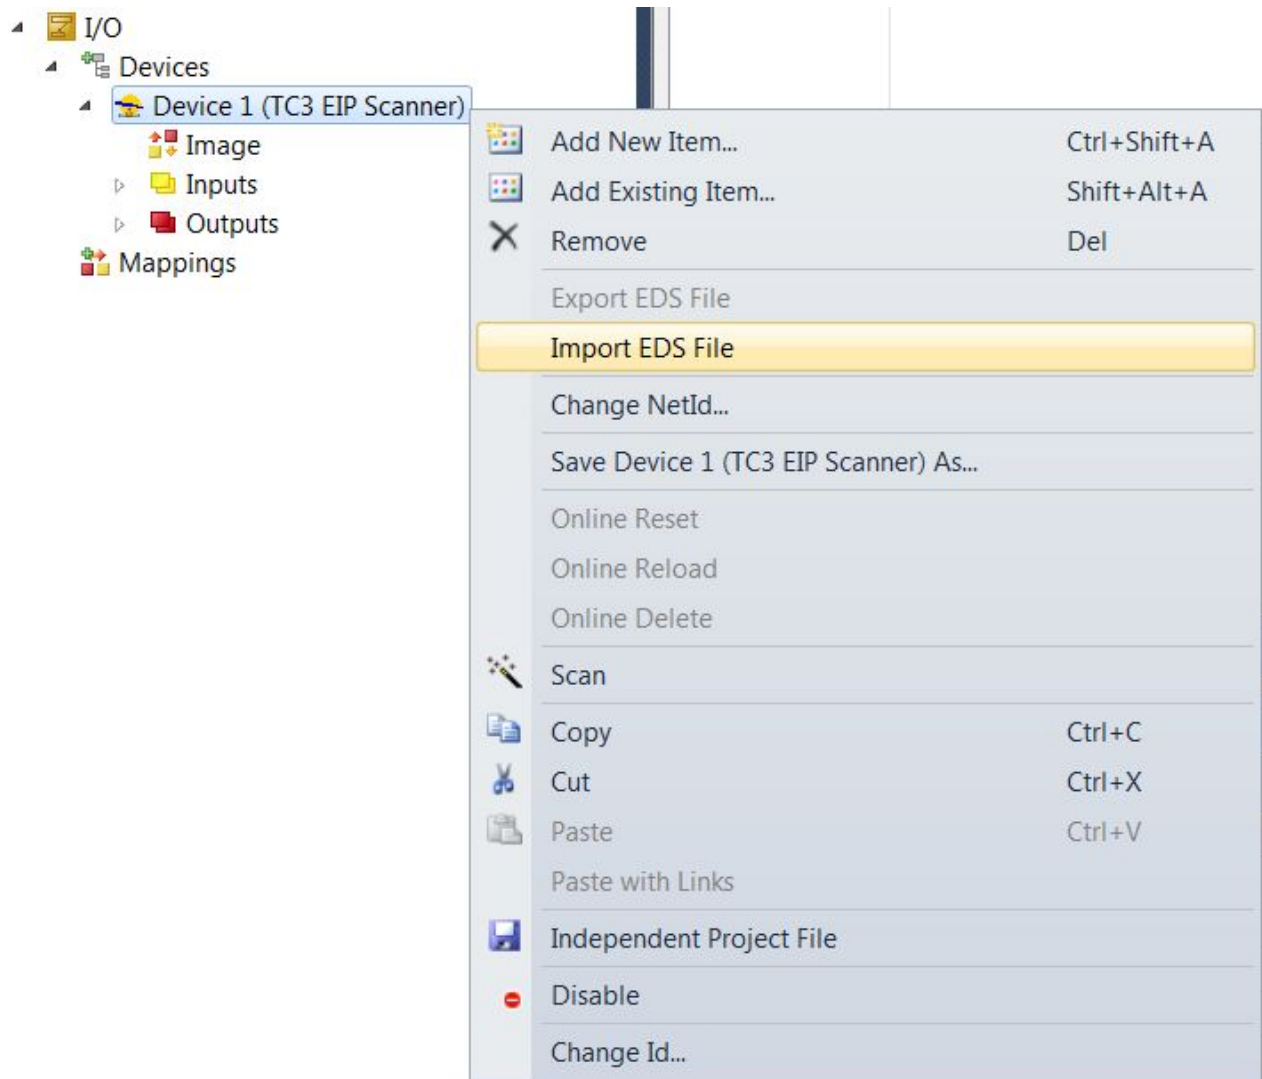 I/O
Devices
Device 1 (TC3 EIP Scanner)
Image
Inputs
Outputs
Mappings
Add New Item... Ctrl+Shift+A
Add Existing Item... Shift+Alt+A
Remove Del
Export EDS File
Import EDS File
Change NetId...
Save Device 1 (TC3 EIP Scanner) As...
Online Reset
Online Reload
Online Delete
Scan
Copy Ctrl+C
Cut Ctrl+X
Paste Ctrl+V
Paste with Links
Independent Project File
Disable
Change Id...